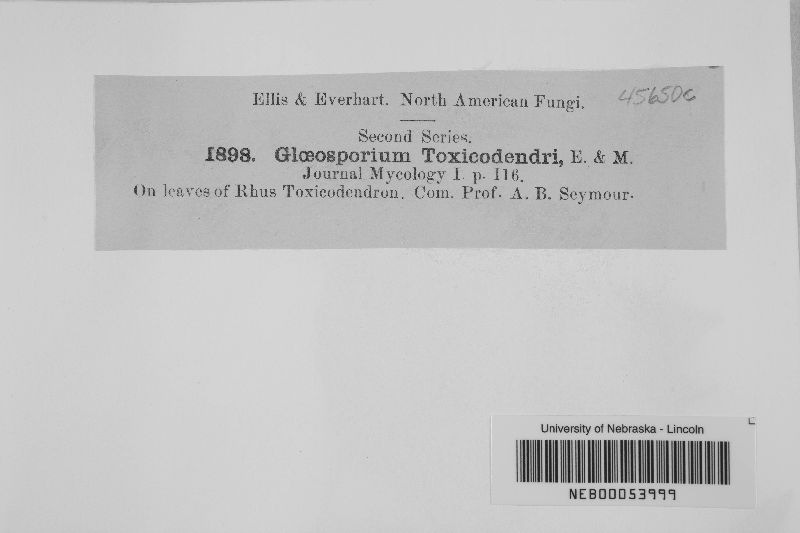 Ellis & Everhart. North American Fungi.
45650c
Second Series.
1898. Glœosporium Toxicodendri, E. & M.
Journal Mycology I. p. 116.
On leaves of Rhus Toxicodendron. Com. Prof. A. B. Seymour.
University of Nebraska - Lincoln
NEB00053999